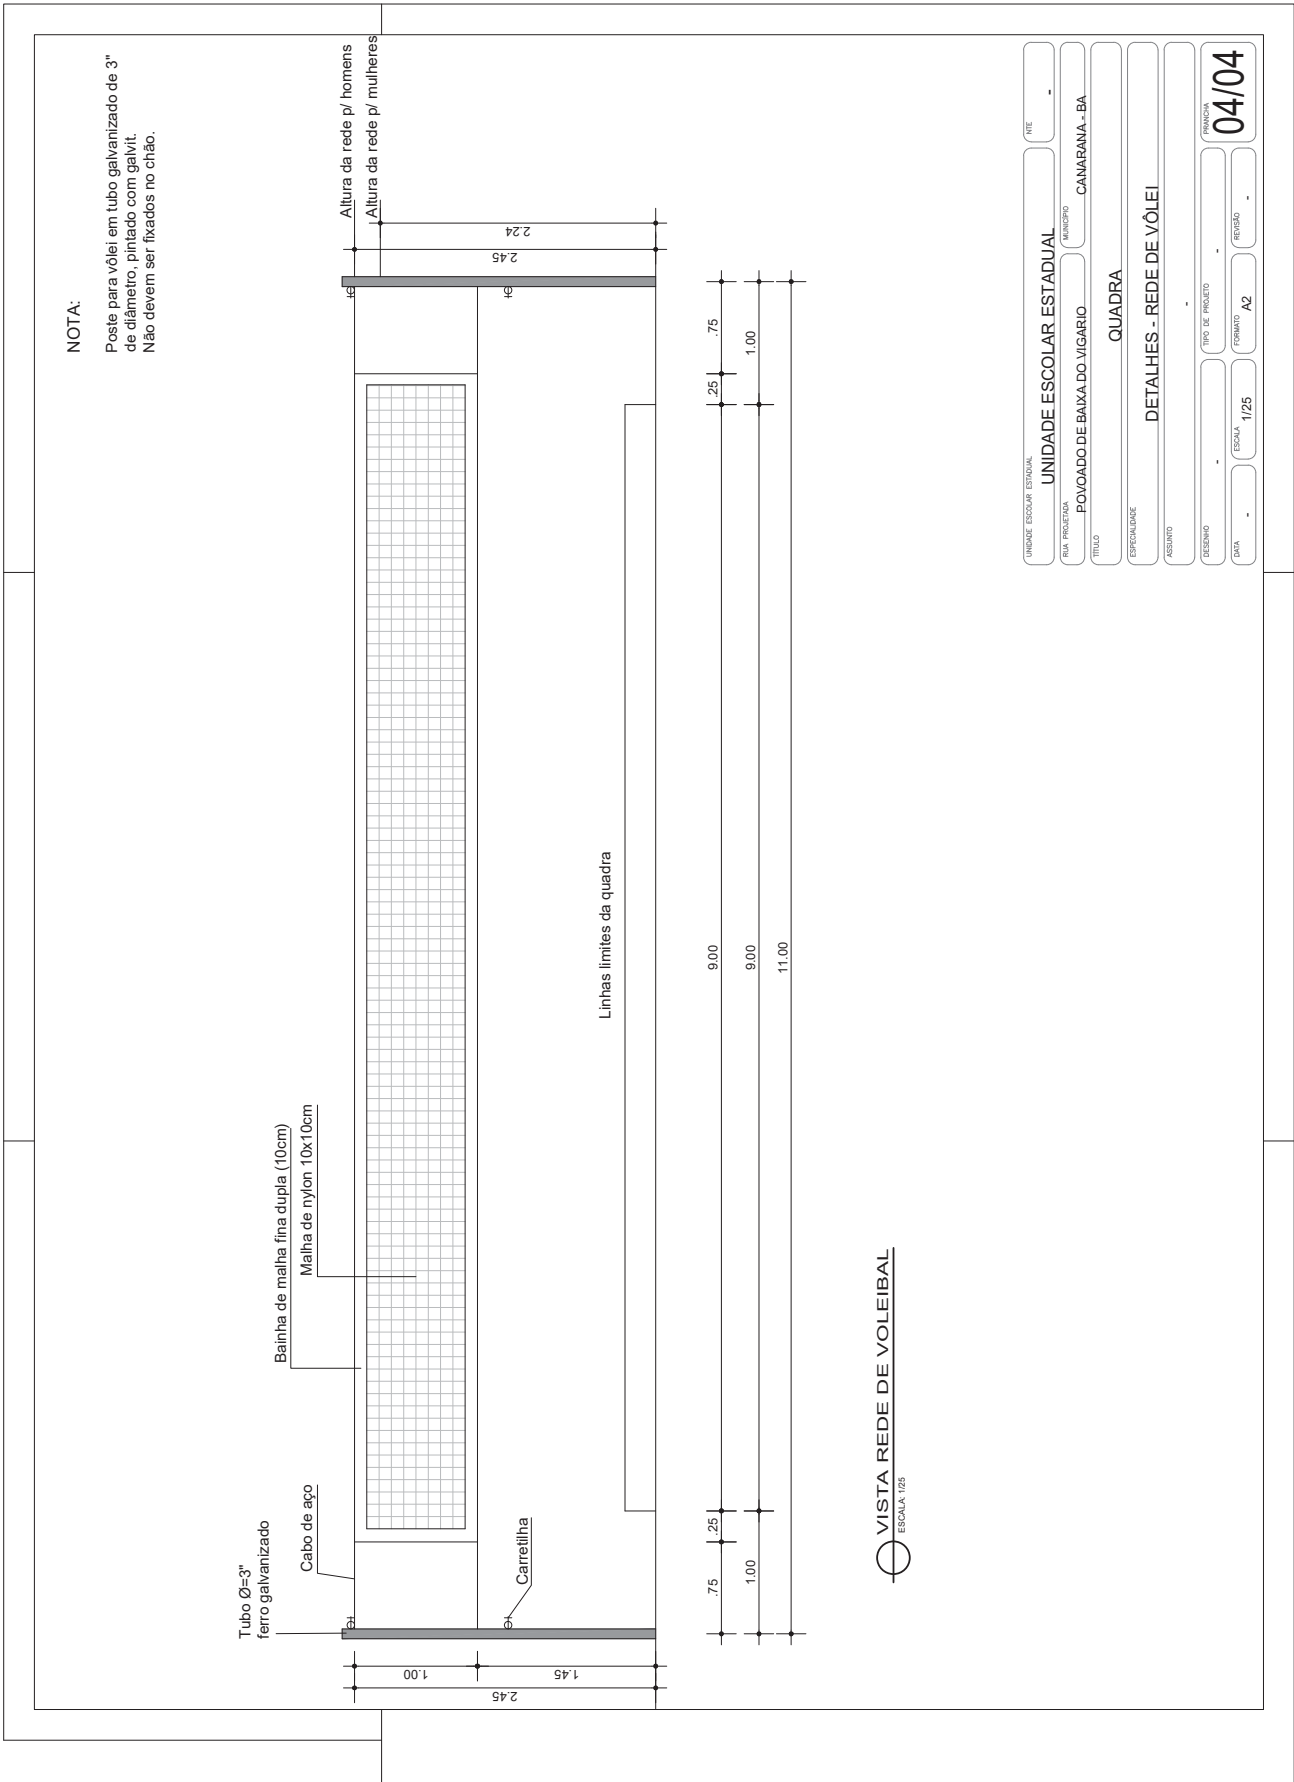 NOTA:
Poste para vôlei em tubo galvanizado de 3"
de diâmetro, pintado com galvit.
Não devem ser fixados no chão.
Altura da rede p/ homens
Altura da rede p/ mulheres
Tubo Ø=3"
ferro galvanizado
Cabo de aço
Bainha de malha fina dupla (10cm)
Malha de nylon 10x10cm
Carretilha
Linhas limites da quadra
2.45
1.00
1.45
2.45
2.24
.75
.25
9.00
.25
.75
1.00
9.00
1.00
11.00
VISTA REDE DE VOLEIBAL
ESCALA: 1/25
UNIDADE ESCOLAR ESTADUAL
UNIDADE ESCOLAR ESTADUAL
NTE
-
RUA PROJETADA
POVOADO DE BAIXA DO VIGARIO
MUNICÍPIO
CANARANA - BA
TÍTULO
QUADRA
ESPECIALIDADE
DETALHES - REDE DE VÔLEI
ASSUNTO
-
DESENHO
-
TIPO DE PROJETO
-
PRANCHA
04/04
DATA
-
ESCALA
1/25
FORMATO
A2
REVISÃO
-